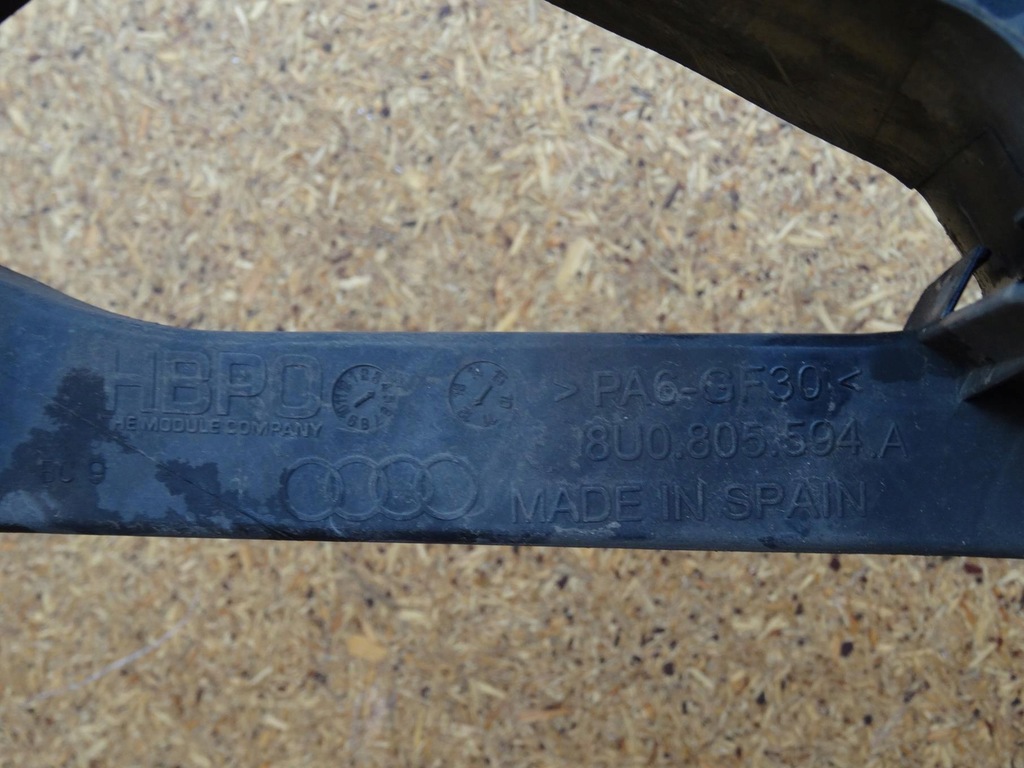 HBPO
HE MODULE COMPANY
>PA6-GF30<
8U0.805.594.A
MADE IN SPAIN